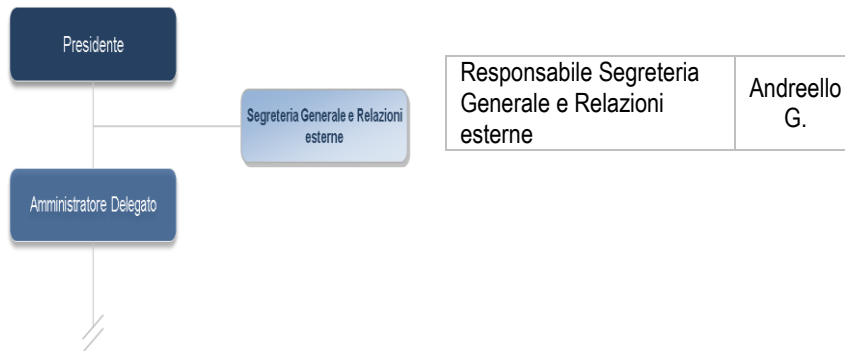 Presidente
Segreteria Generale e Relazioni
esterne
Amministratore Delegato
Responsabile Segreteria
Generale e Relazioni
esterne
Andreello
G.